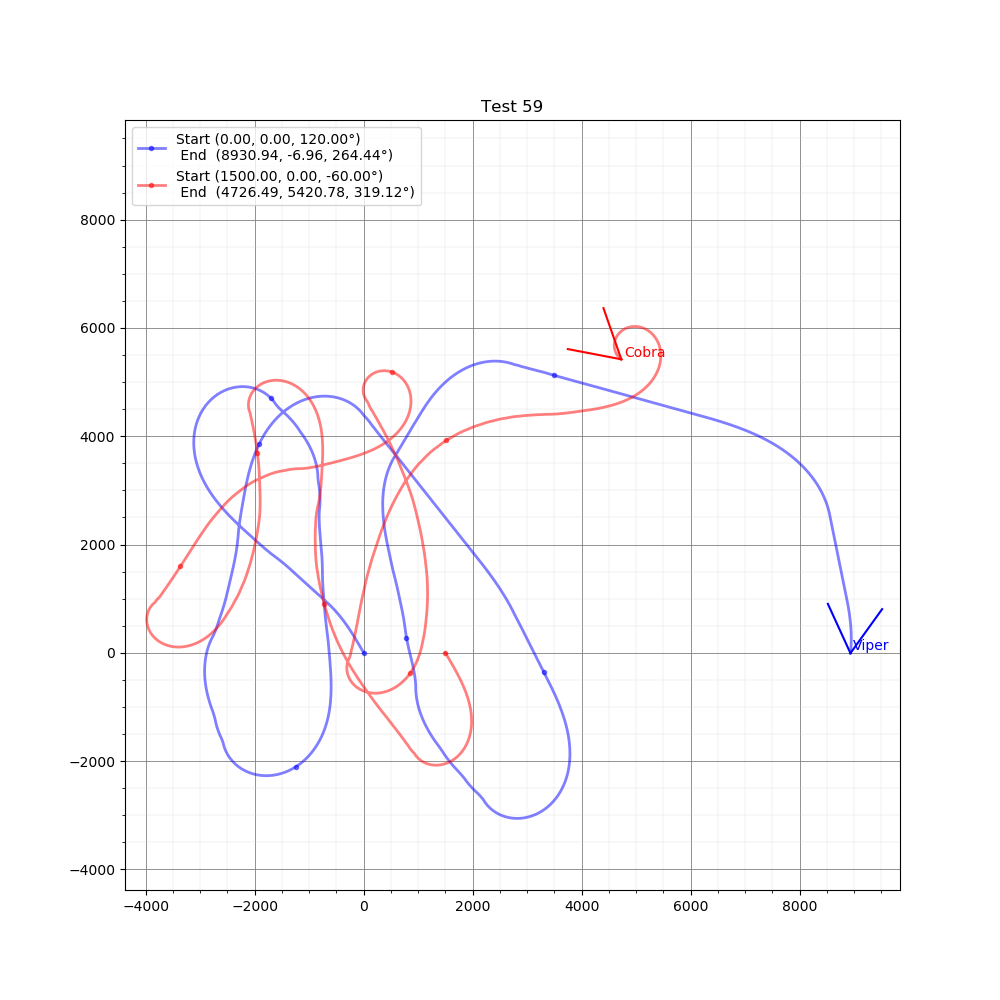 Test 59
Start (0.00, 0.00, 120.00°)
End  (8930.94, -6.96, 264.44°)
Start (1500.00, 0.00, -60.00°)
End  (4726.49, 5420.78, 319.12°)
8000
6000
4000
2000
0
−2000
−4000
Cobra
Viper
−4000 −2000 0 2000 4000 6000 8000